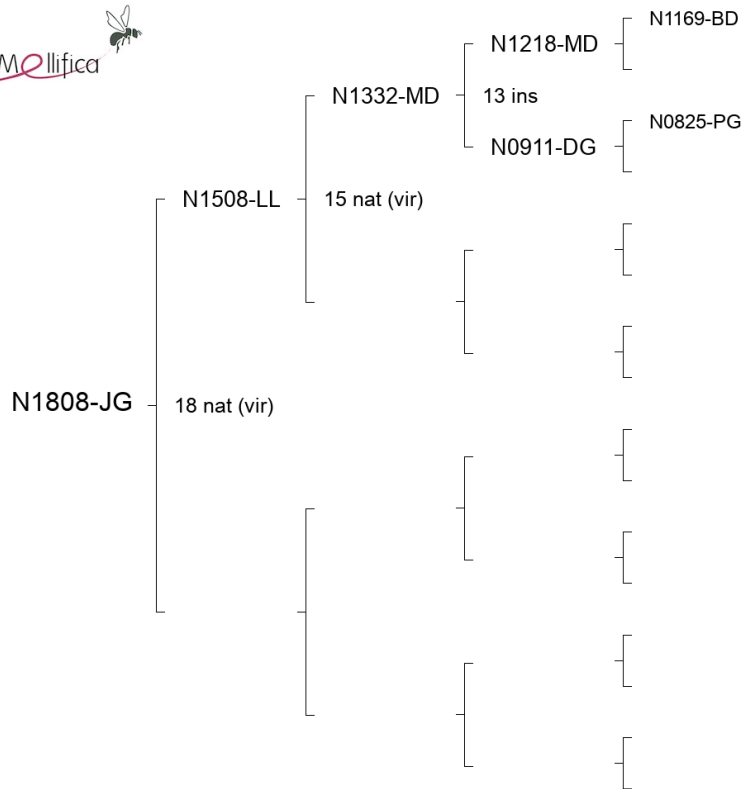 Mellifica
N1169-BD
N1218-MD
N1332-MD
13 ins
N0825-PG
N0911-DG
N1508-LL
15 nat (vir)
N1808-JG
18 nat (vir)